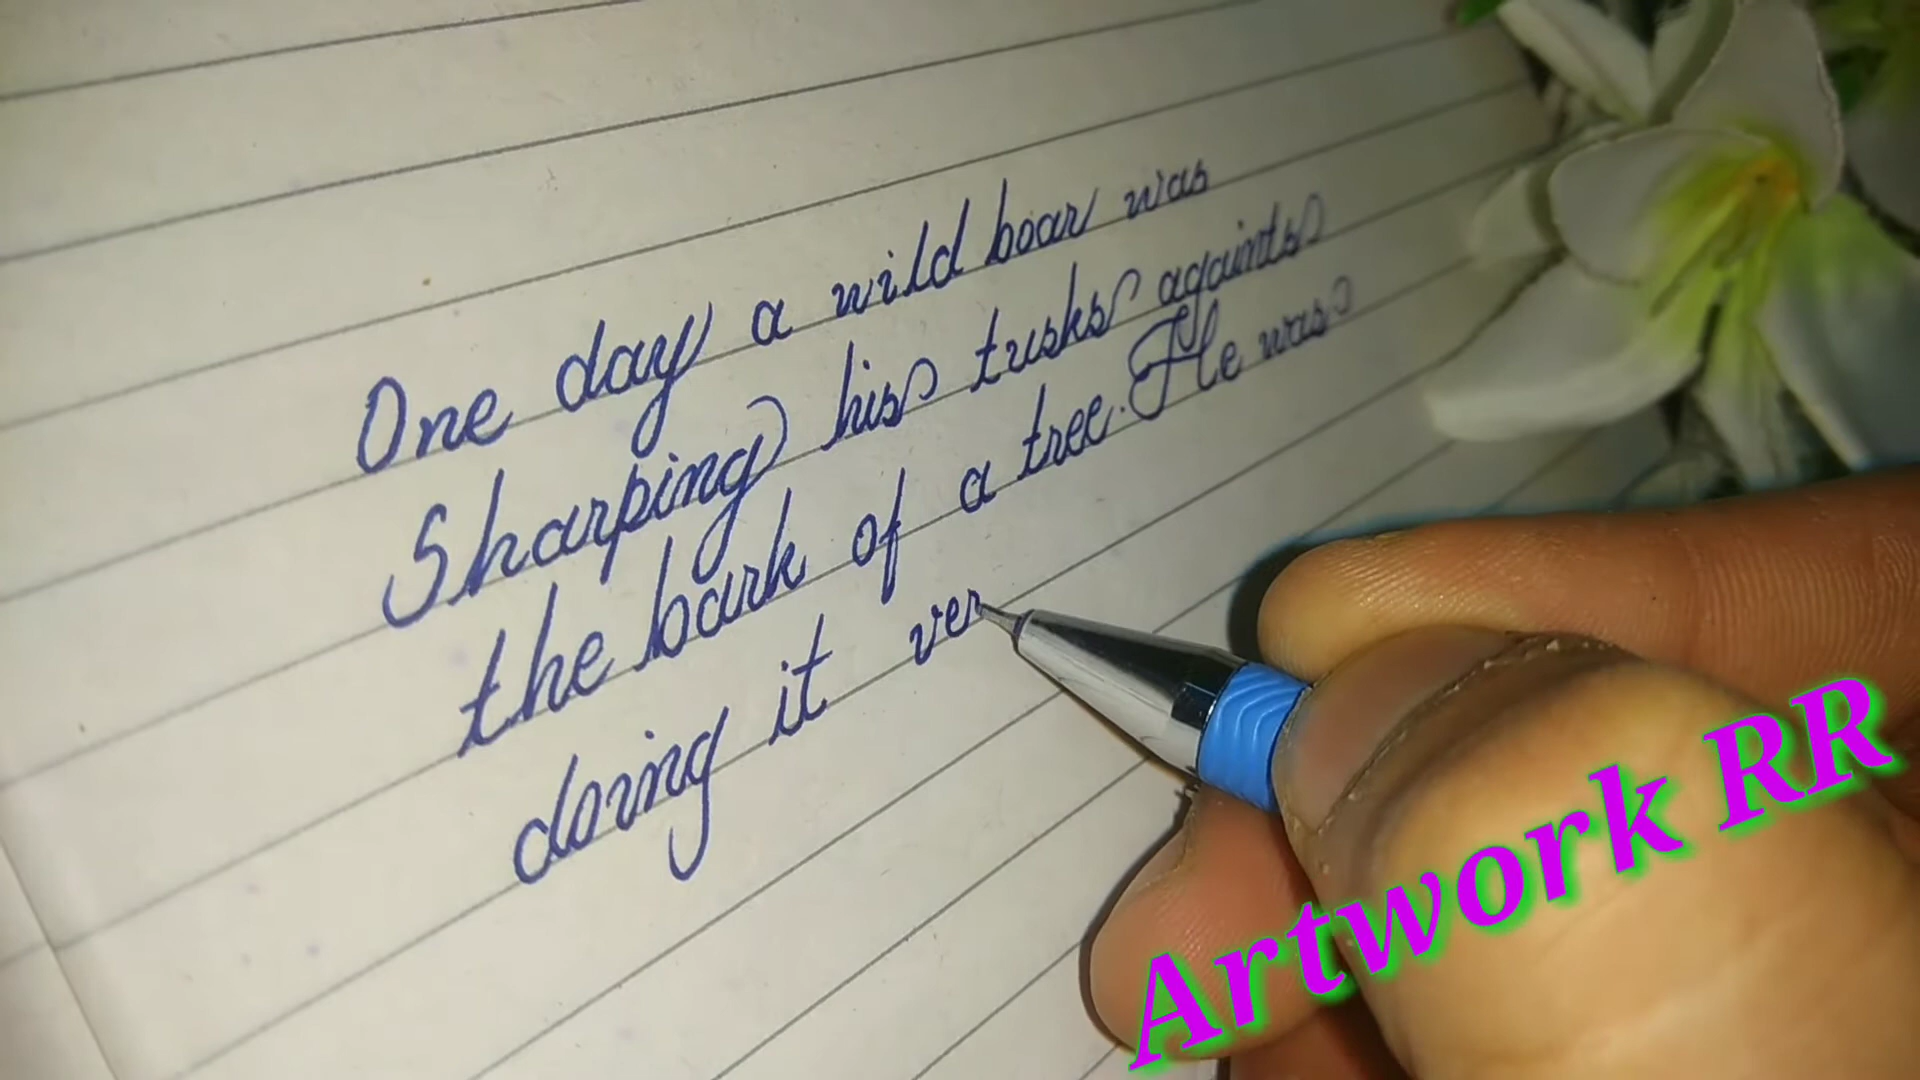 One day a wild boar was
Sharping his tusks againts
the bark of a tree. He was
doing it ver
Artwork RR